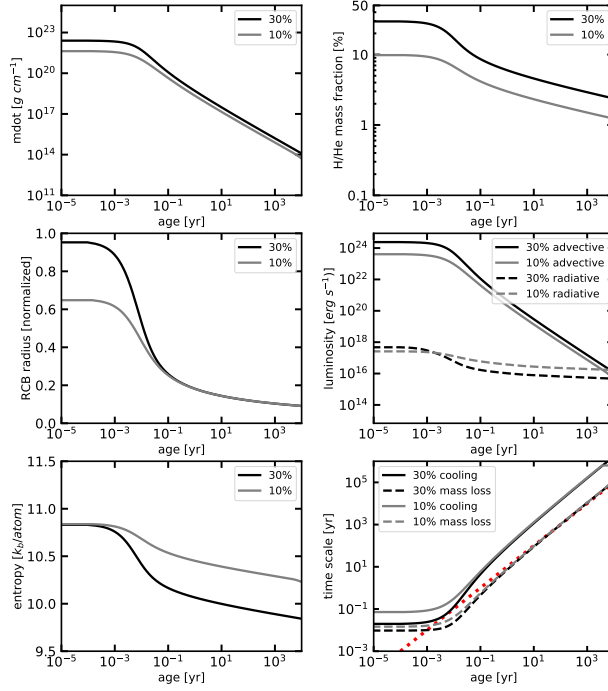 10^23
10^20
10^17
10^14
10^11
mdot [g cm^−1]
30%
10%
10^−5 10^−3 10^−1 10^1 10^3
age [yr]
50
10
1
0.1
H/He mass fraction [%]
30%
10%
10^−5 10^−3 10^−1 10^1 10^3
age [yr]
1.0
0.8
0.6
0.4
0.2
0.0
RCB radius [normalized]
30%
10%
10^−5 10^−3 10^−1 10^1 10^3
age [yr]
10^24
10^22
10^20
10^18
10^16
10^14
luminosity [erg s^−1)]
30% advective
10% advective
30% radiative
10% radiative
10^−5 10^−3 10^−1 10^1 10^3
age [yr]
11.5
11.0
10.5
10.0
9.5
entropy [k_b/atom]
30%
10%
10^−5 10^−3 10^−1 10^1 10^3
age [yr]
10^5
10^3
10^1
10^−1
10^−3
time scale [yr]
30% cooling
30% mass loss
10% cooling
10% mass loss
10^−5 10^−3 10^−1 10^1 10^3
age [yr]